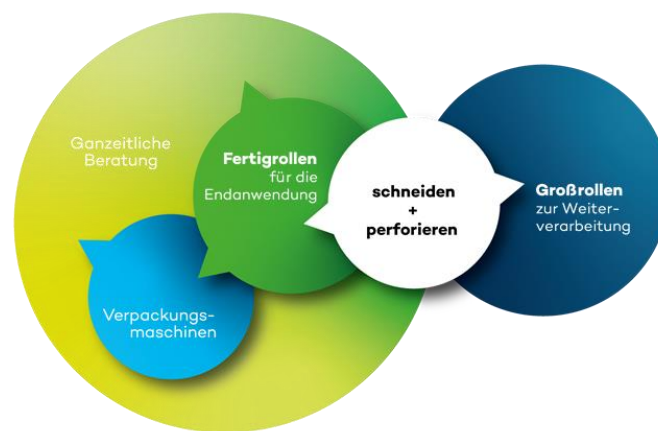 Ganzeitliche
Beratung
Fertigrollen
für die
Endanwendung
schneiden
+
perforieren
Großrollen
zur Weiter-
verarbeitung
Verpackungs-
maschinen